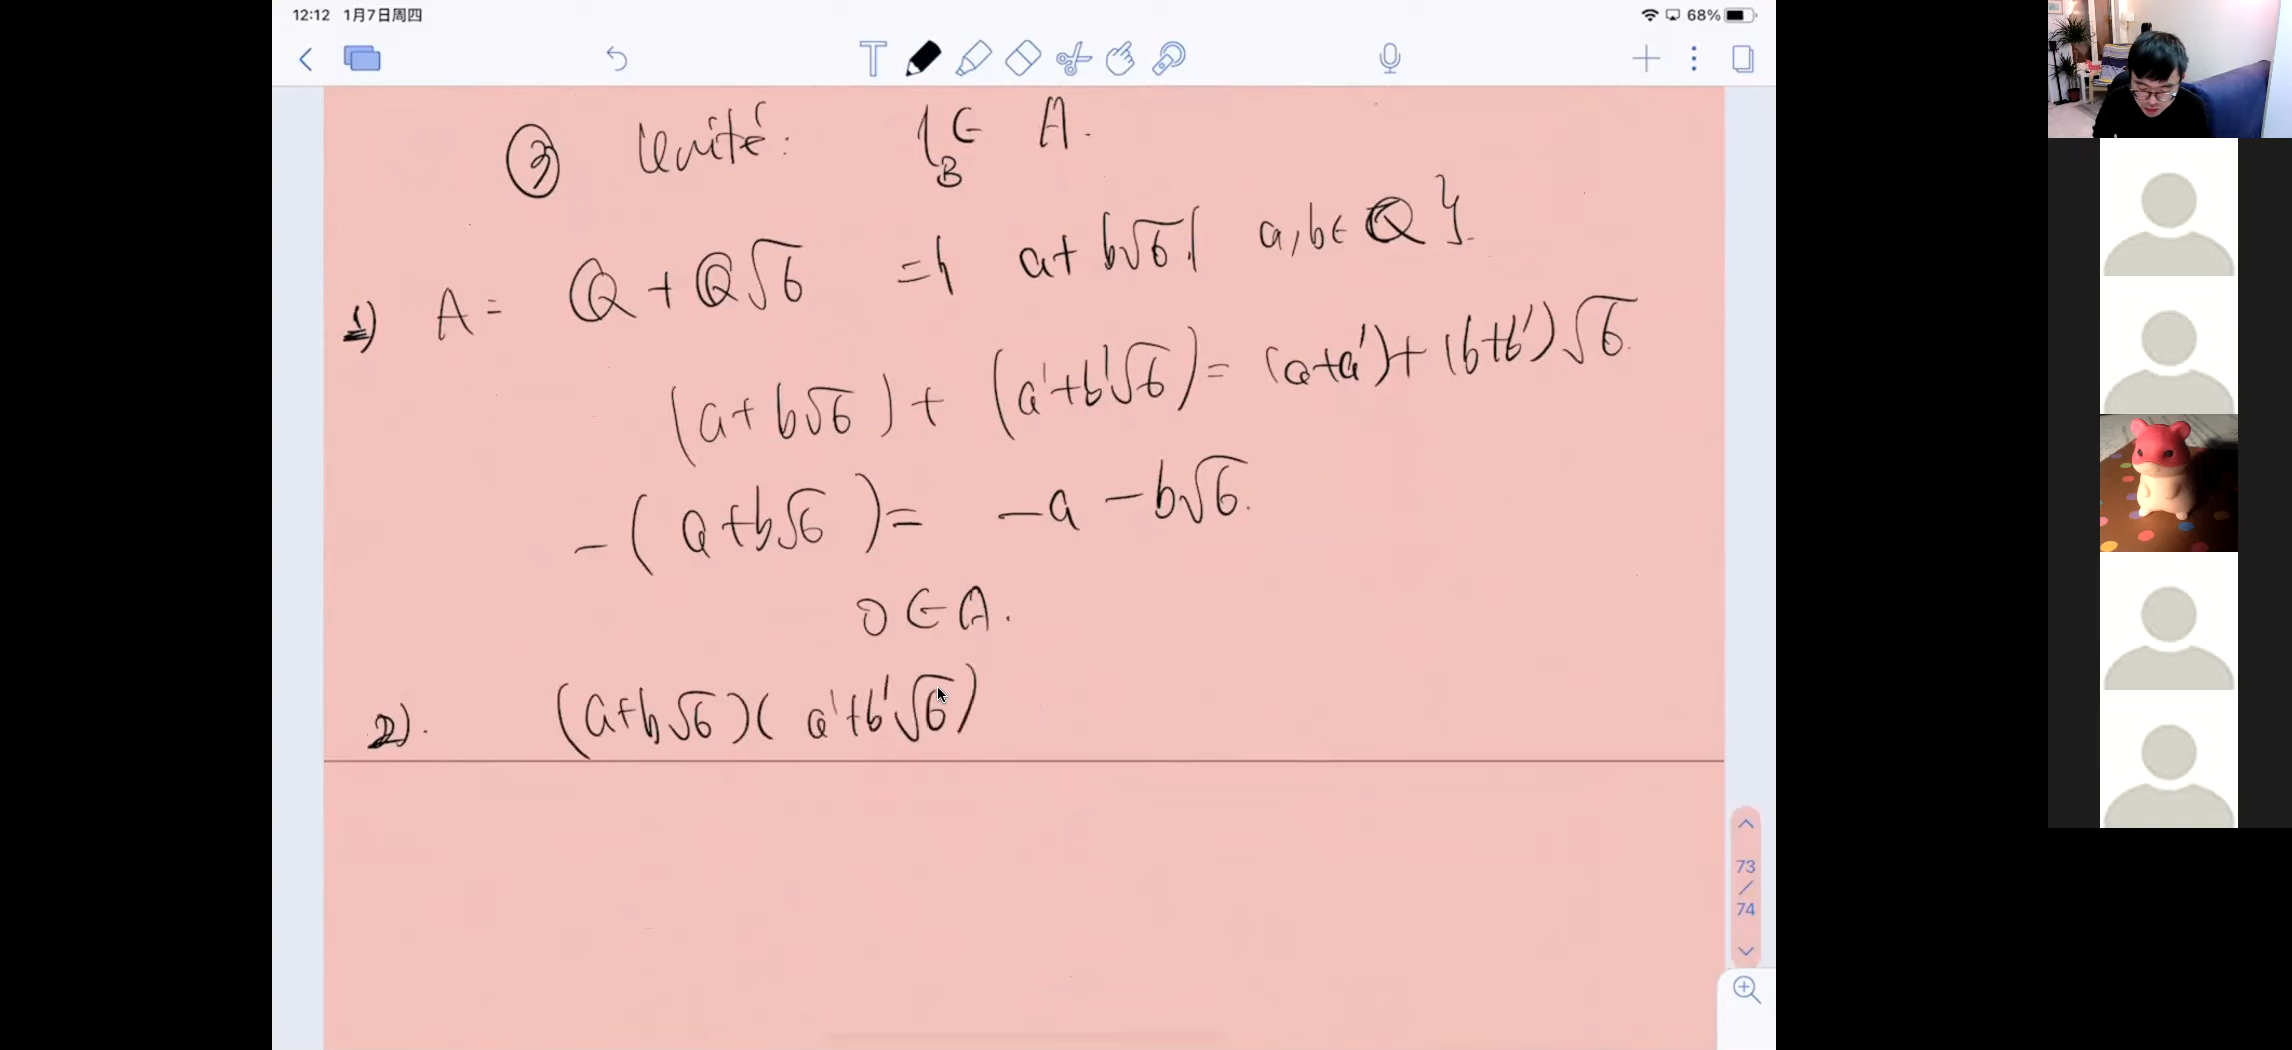 12:12 1月7日周四
68%
③ Unité: 1_B ∈ A.
1) A = ℚ + ℚ√6 = { a + b√6 | a, b ∈ ℚ }.
(a + b√6) + (a' + b'√6) = (a+a') + (b+b')√6.
-(a + b√6) = -a - b√6.
0 ∈ A.
2). (a+b√6)(a'+b'√6)
73
/
74